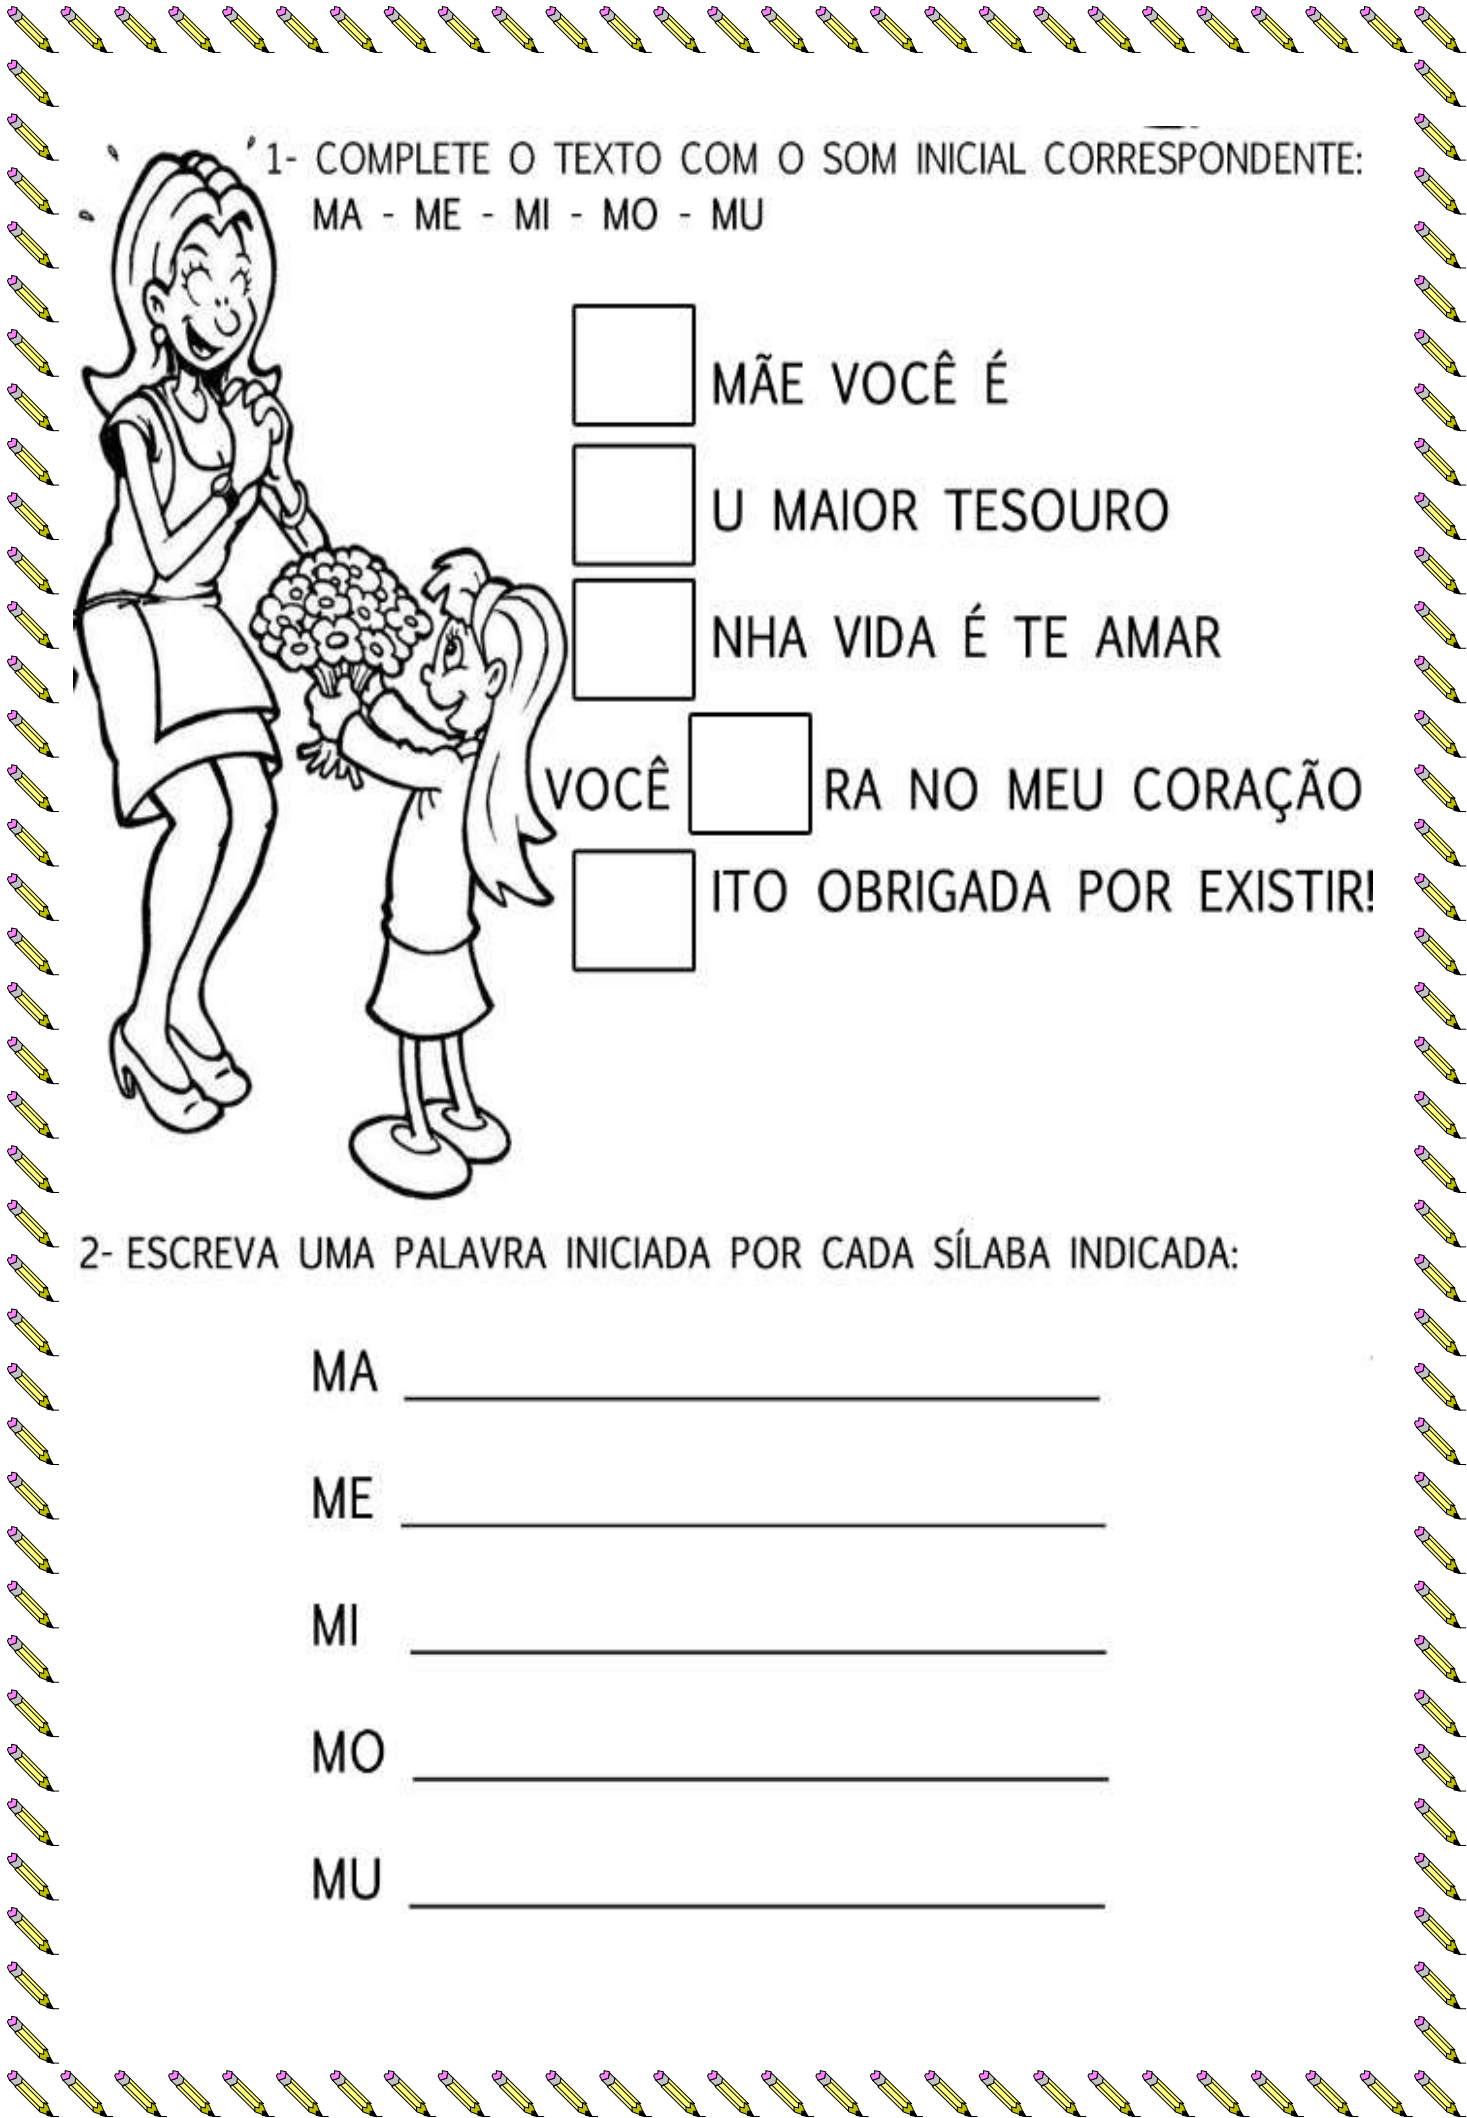 1- COMPLETE O TEXTO COM O SOM INICIAL CORRESPONDENTE:
MA - ME - MI - MO - MU
MÃE VOCÊ É
U MAIOR TESOURO
NHA VIDA É TE AMAR
VOCÊ RA NO MEU CORAÇÃO
ITO OBRIGADA POR EXISTIR!
2- ESCREVA UMA PALAVRA INICIADA POR CADA SÍLABA INDICADA:
MA
ME
MI
MO
MU